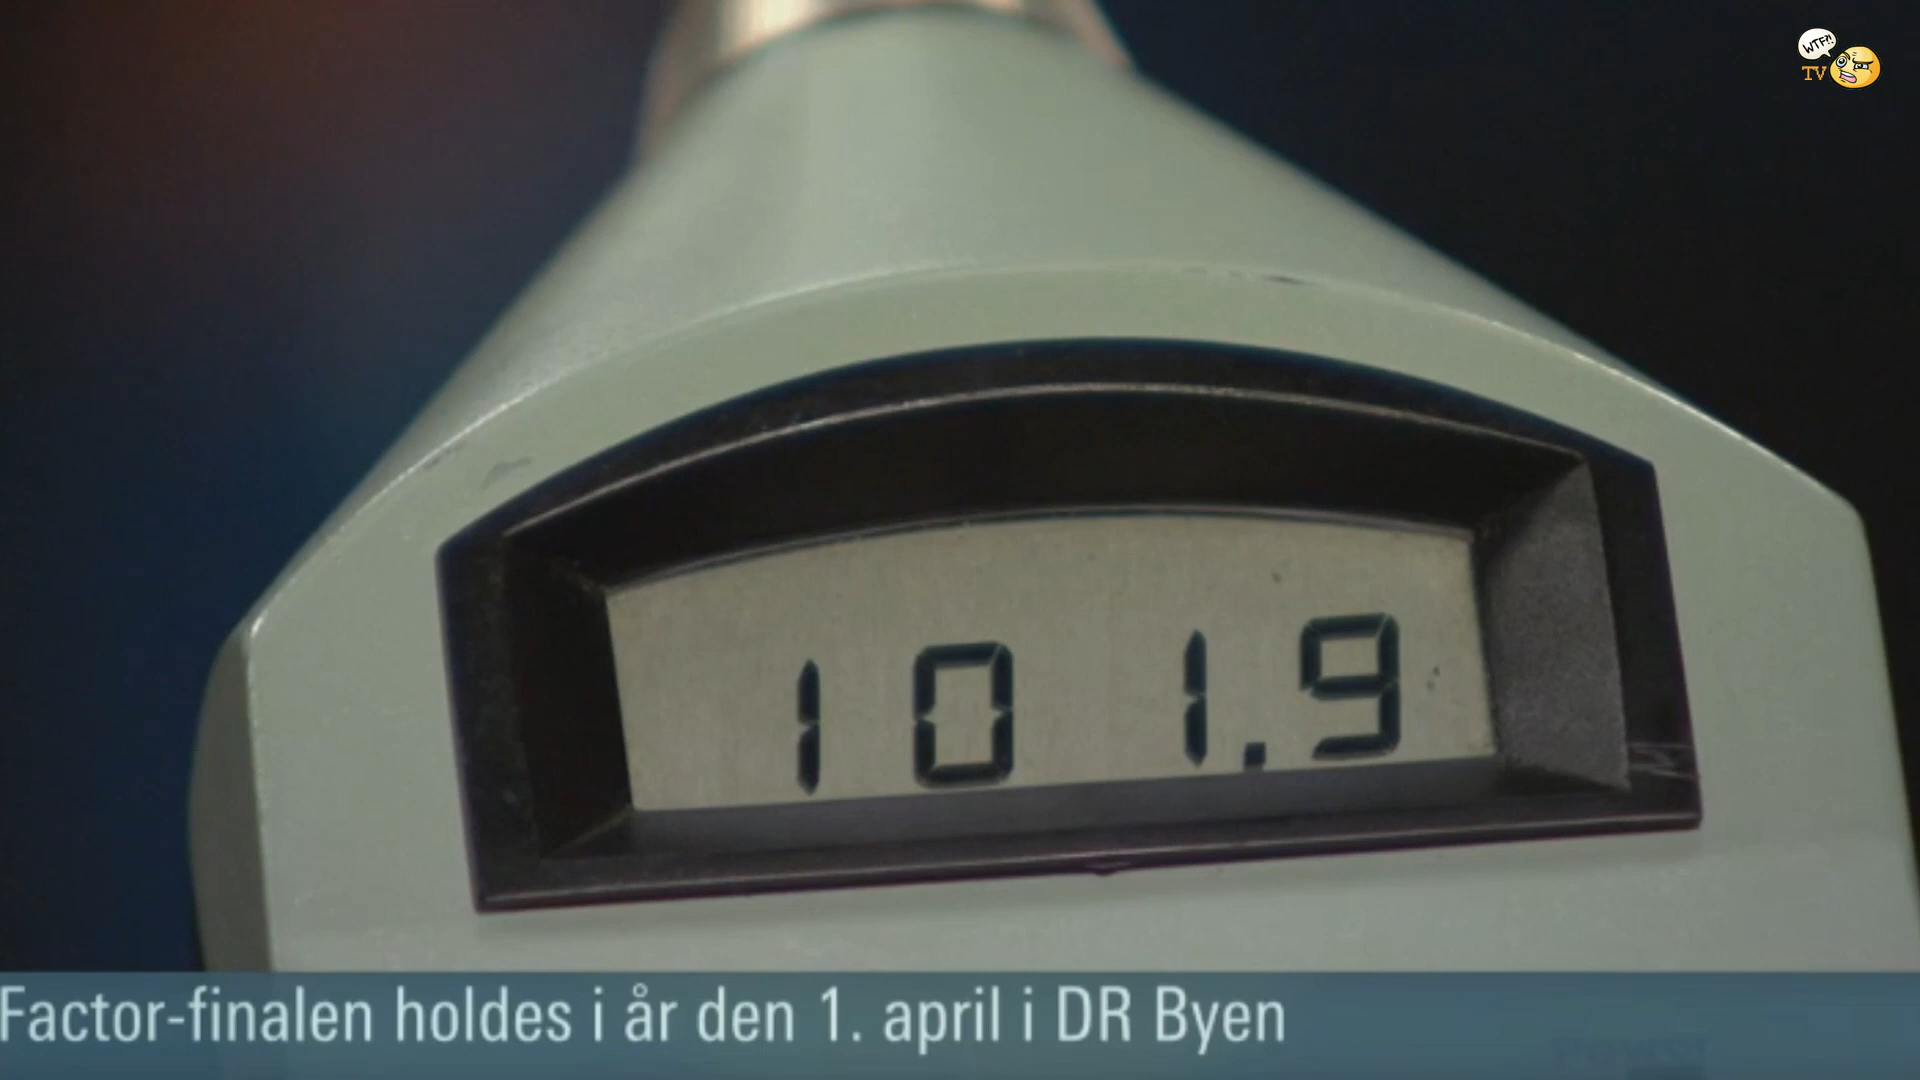 WTF?!
TV
101.9
Factor-finalen holdes i år den 1. april i DR Byen